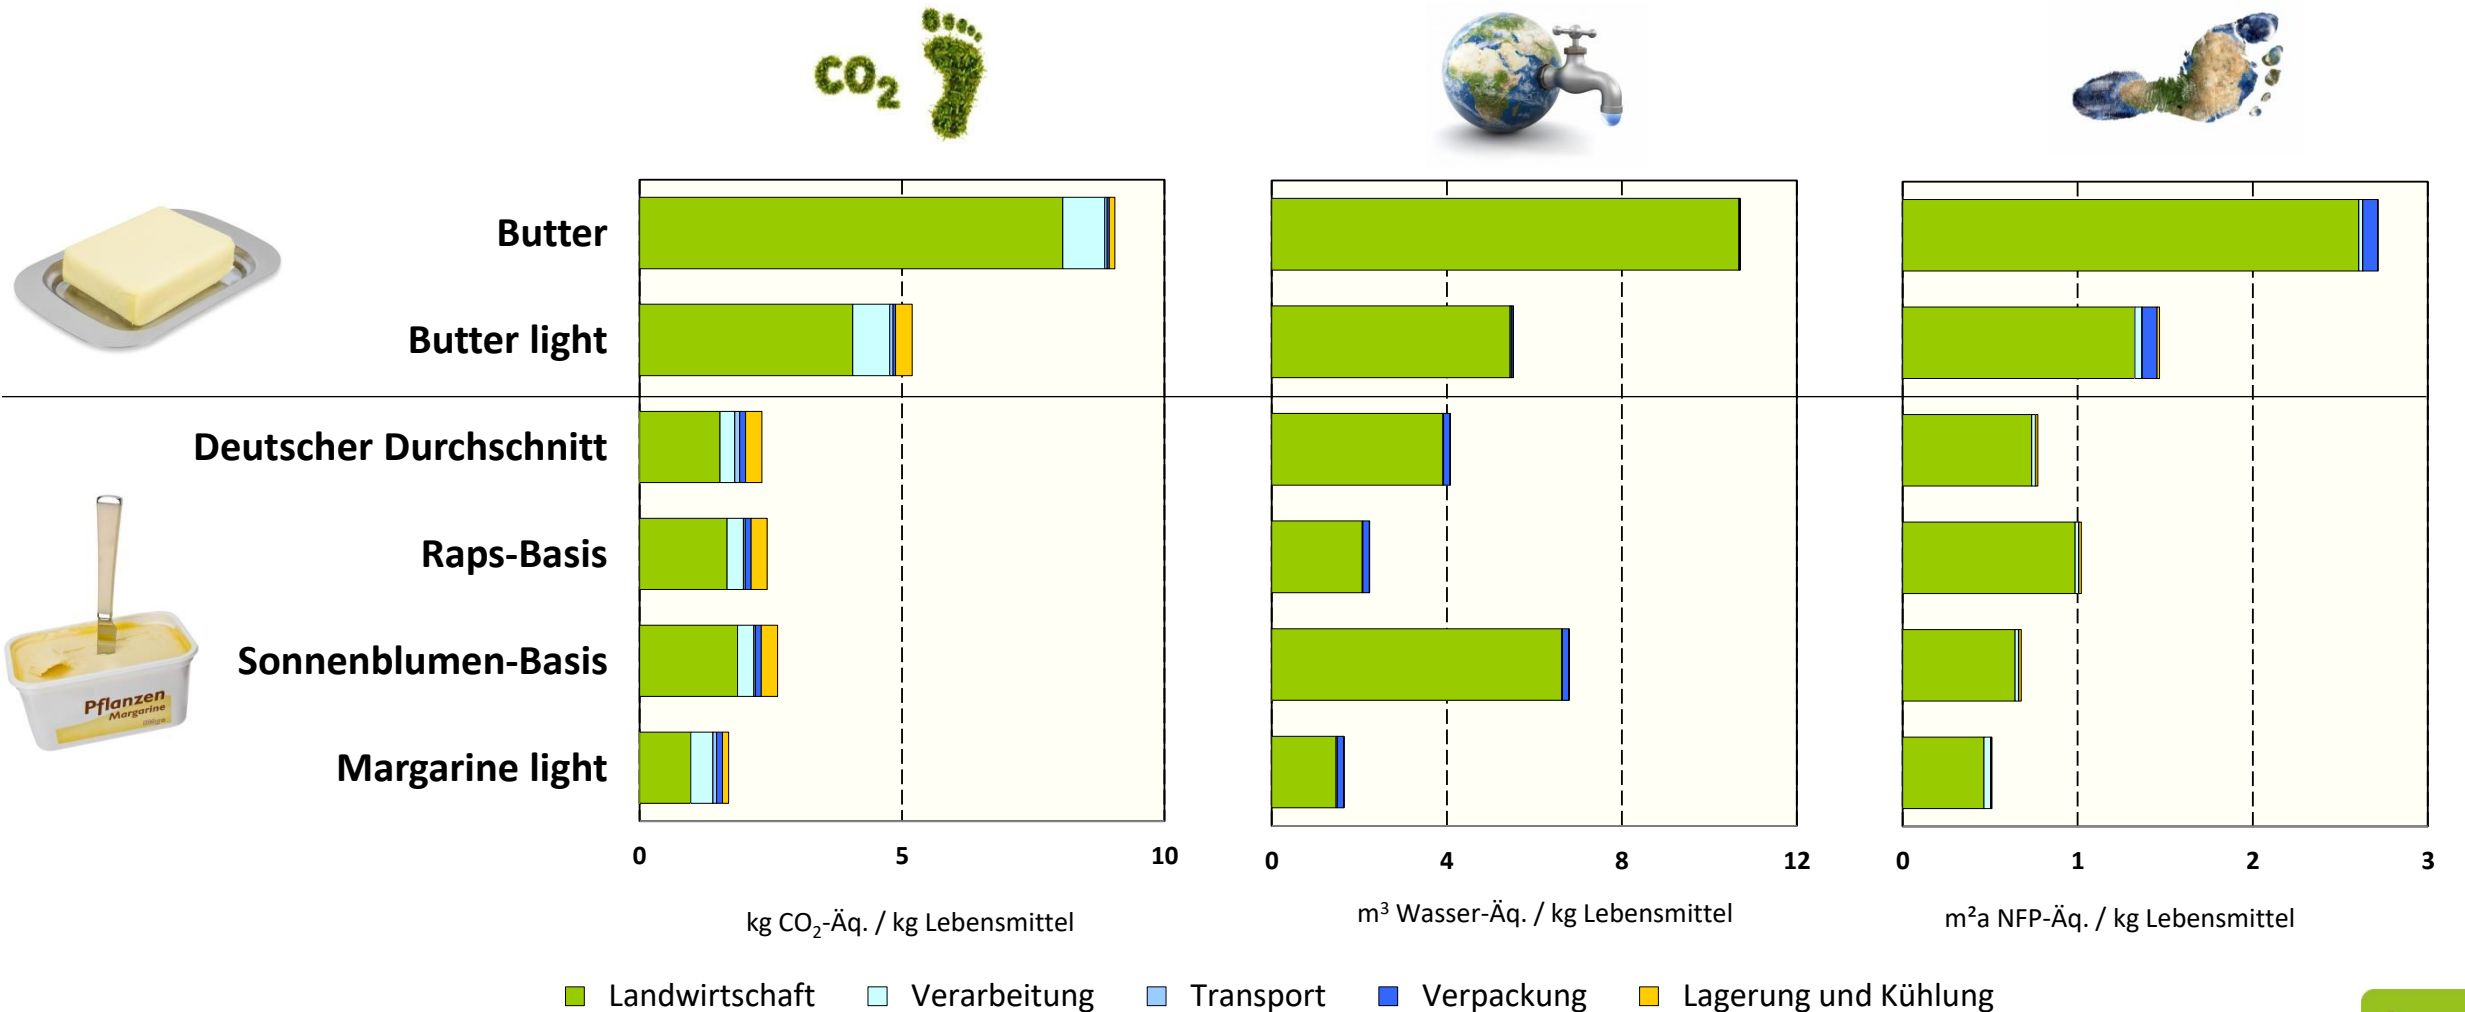 CO2
Butter
Butter light
Deutscher Durchschnitt
Raps-Basis
Sonnenblumen-Basis
Margarine light
Pflanzen
Margarine
0 5 10
0 4 8 12
0 1 2 3
kg CO₂-Äq. / kg Lebensmittel
m³ Wasser-Äq. / kg Lebensmittel
m²a NFP-Äq. / kg Lebensmittel
Landwirtschaft Verarbeitung Transport Verpackung Lagerung und Kühlung